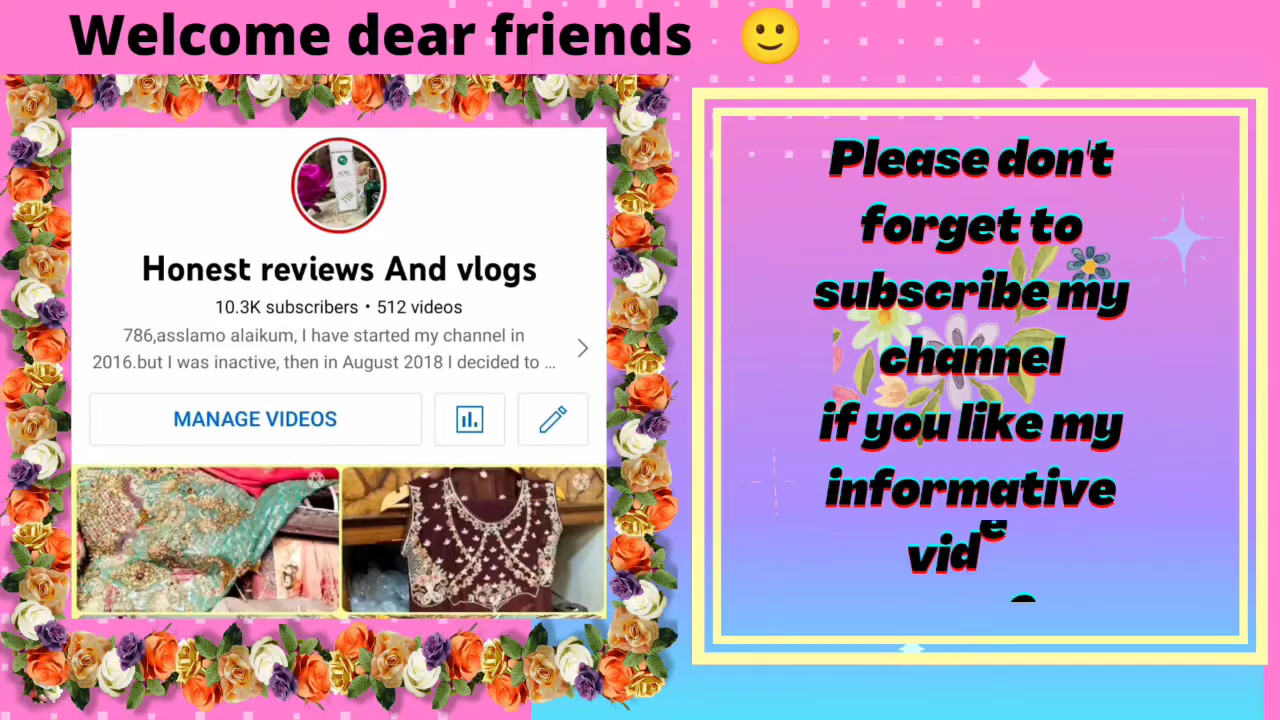 Welcome dear friends
Honest reviews And vlogs
10.3K subscribers • 512 videos
786,asslamo alaikum, I have started my channel in
2016.but I was inactive, then in August 2018 I decided to ...
MANAGE VIDEOS
Please don't
forget to
subscribe my
channel
if you like my
informative
vide